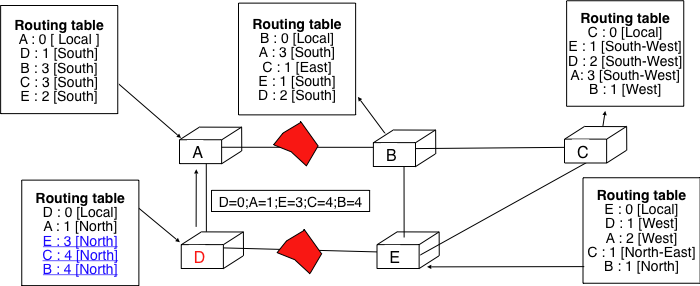 Routing table
A : 0 [ Local ]
D : 1 [South]
B : 3 [South]
C : 3 [South]
E : 2 [South]
Routing table
B : 0 [Local]
A : 3 [South]
C : 1 [East]
E : 1 [South]
D : 2 [South]
Routing table
C : 0 [Local]
E : 1 [South-West]
D : 2 [South-West]
A: 3 [South-West]
B : 1 [West]
A
B
C
D=0;A=1;E=3;C=4;B=4
Routing table
D : 0 [Local]
A : 1 [North]
E : 3 [North]
C : 4 [North]
B : 4 [North]
D
E
Routing table
E : 0 [Local]
D : 1 [West]
A : 2 [West]
C : 1 [North-East]
B : 1 [North]